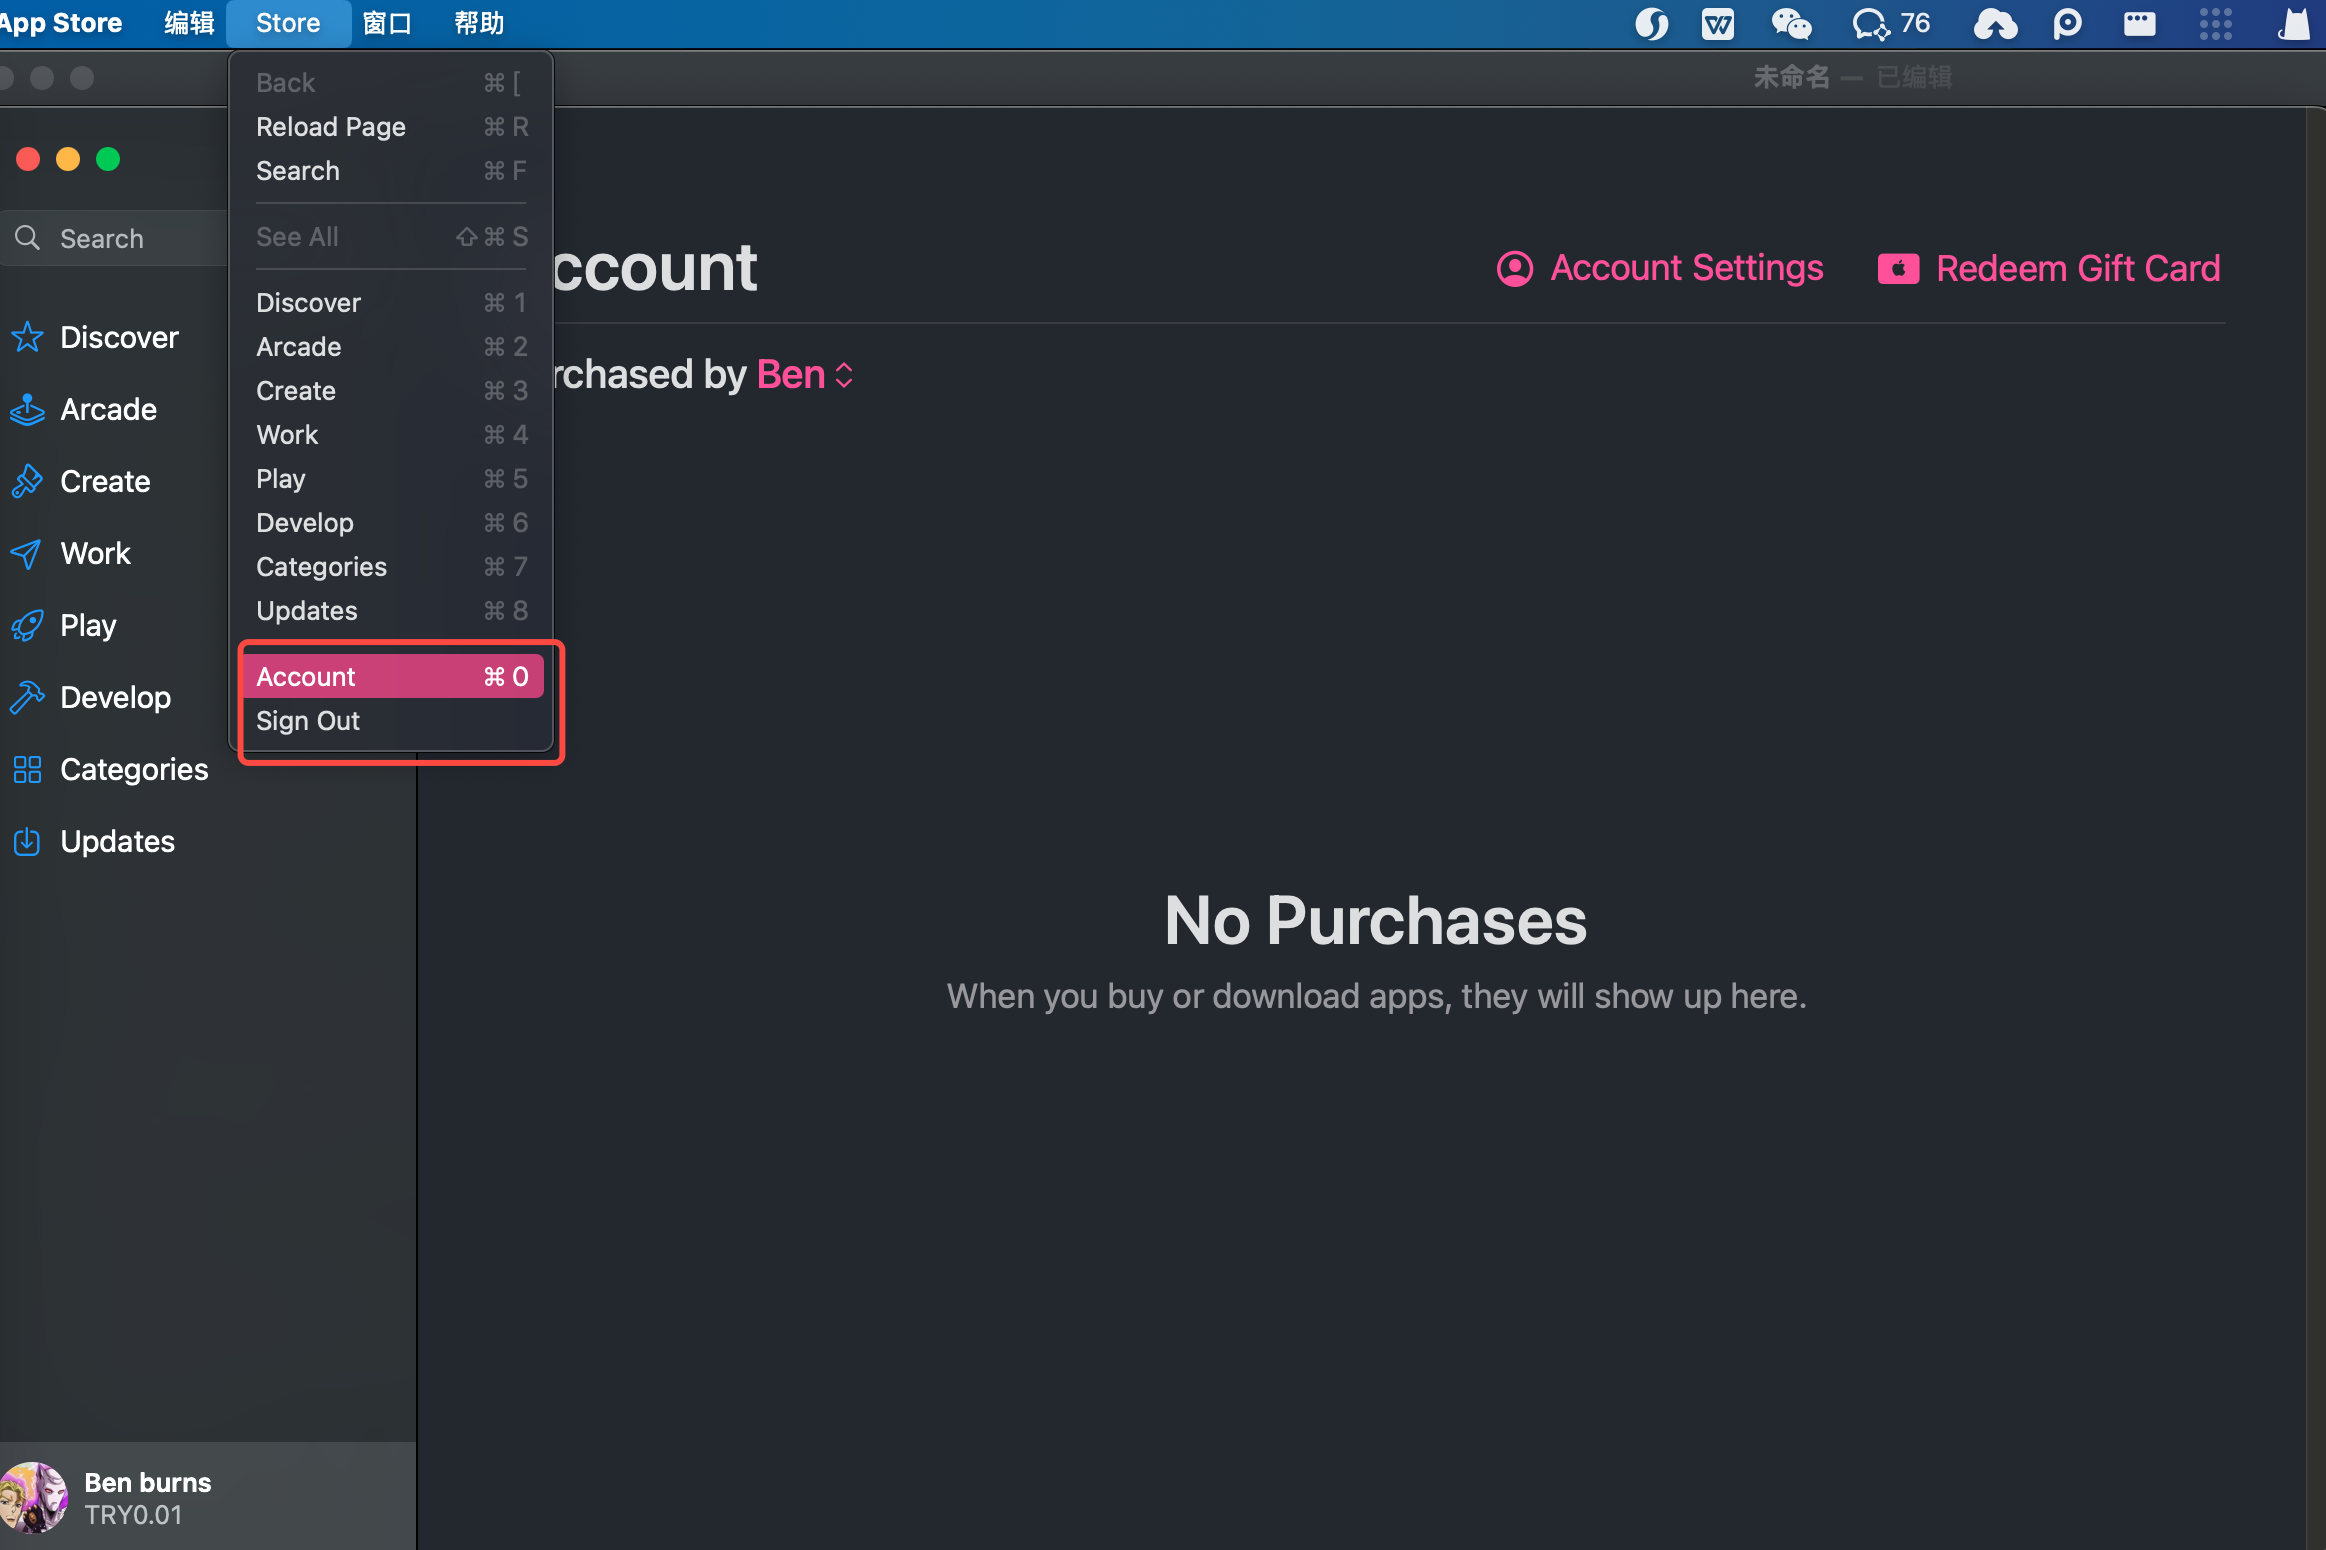 App Store 编辑 Store 窗口 帮助 76
未命名 — 已编辑
Back ⌘ [
Reload Page ⌘ R
Search ⌘ F
See All ⇧ ⌘ S
Discover ⌘ 1
Arcade ⌘ 2
Create ⌘ 3
Work ⌘ 4
Play ⌘ 5
Develop ⌘ 6
Categories ⌘ 7
Updates ⌘ 8
Account ⌘ 0
Sign Out
Search
Discover
Arcade
Create
Work
Play
Develop
Categories
Updates
Ben burns
TRY0.01
ccount
Account Settings
Redeem Gift Card
rchased by Ben
No Purchases
When you buy or download apps, they will show up here.